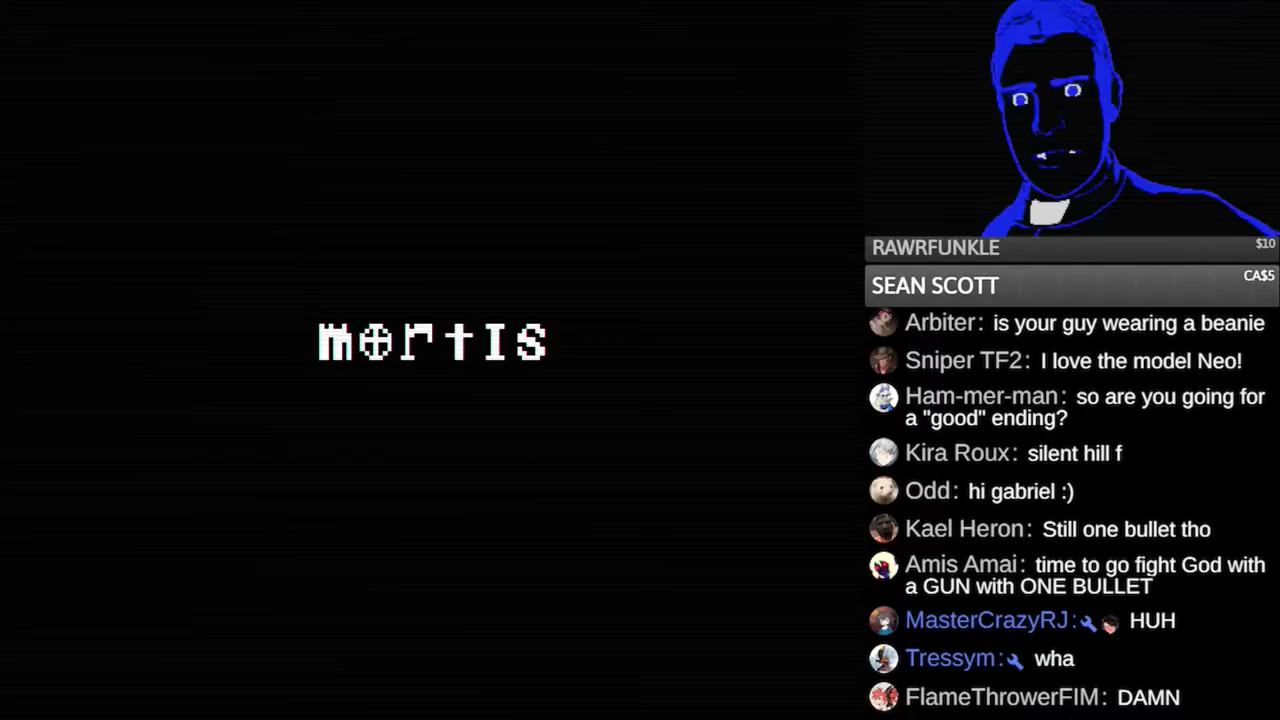 mortis
RAWRFUNKLE $10
SEAN SCOTT CA$5
Arbiter: is your guy wearing a beanie
Sniper TF2: I love the model Neo!
Ham-mer-man: so are you going for
a "good" ending?
Kira Roux: silent hill f
Odd: hi gabriel :)
Kael Heron: Still one bullet tho
Amis Amai: time to go fight God with
a GUN with ONE BULLET
MasterCrazyRJ: HUH
Tressym: wha
FlameThrowerFIM: DAMN